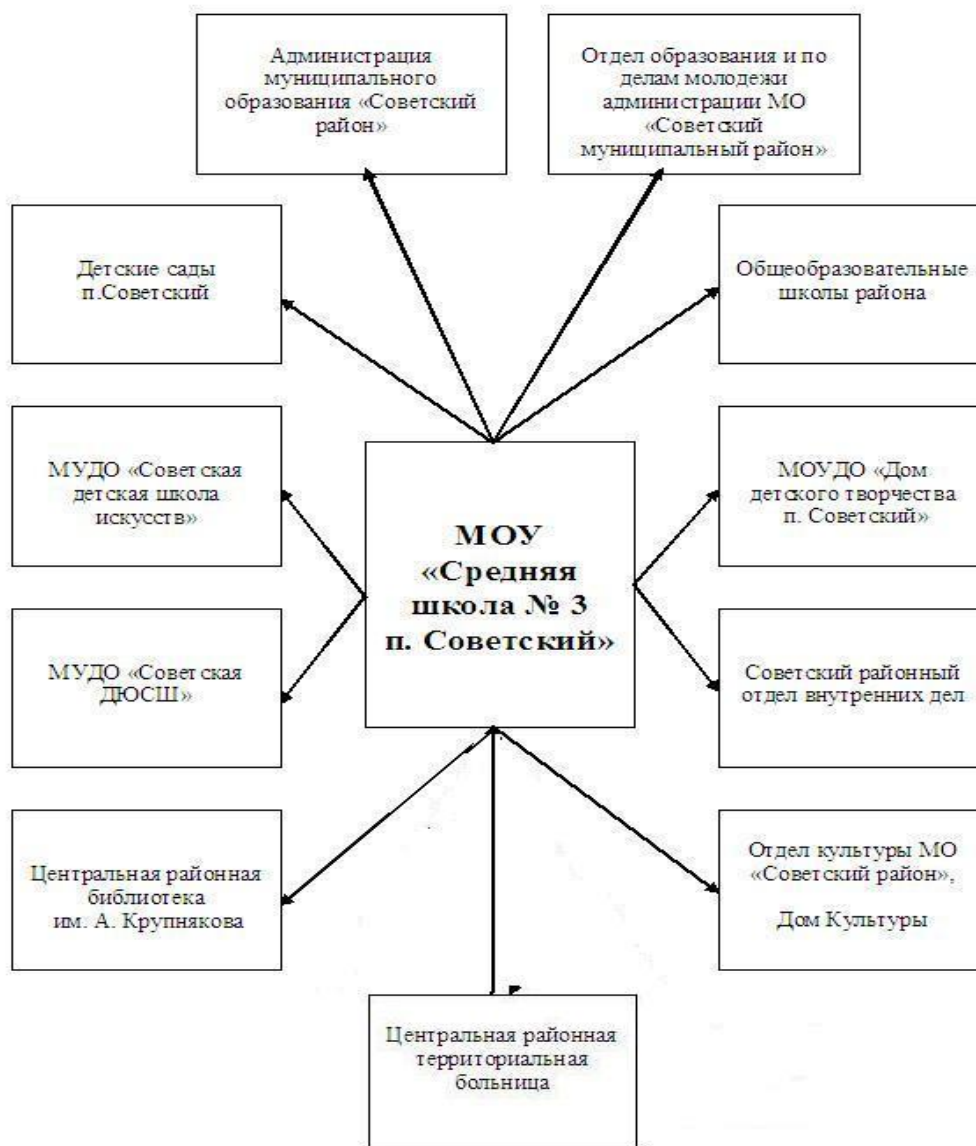 Администрация
муниципального
образования «Советский
район»
Отдел образования и по
делам молодежи
администрации МО
«Советский
муниципальный район»
Детские сады
п.Советский
Общеобразовательные
школы района
МУДО «Советская
детская школа
искусств»
МОУ
«Средняя
школа № 3
п. Советский»
МОУДО «Дом
детского творчества
п. Советский»
МУДО «Советская
ДЮСШ»
Советский районный
отдел внутренних дел
Центральная районная
библиотека
им. А. Крупнякова
Отдел культуры МО
«Советский район»,
Дом Культуры
Центральная районная
территориальная
больница